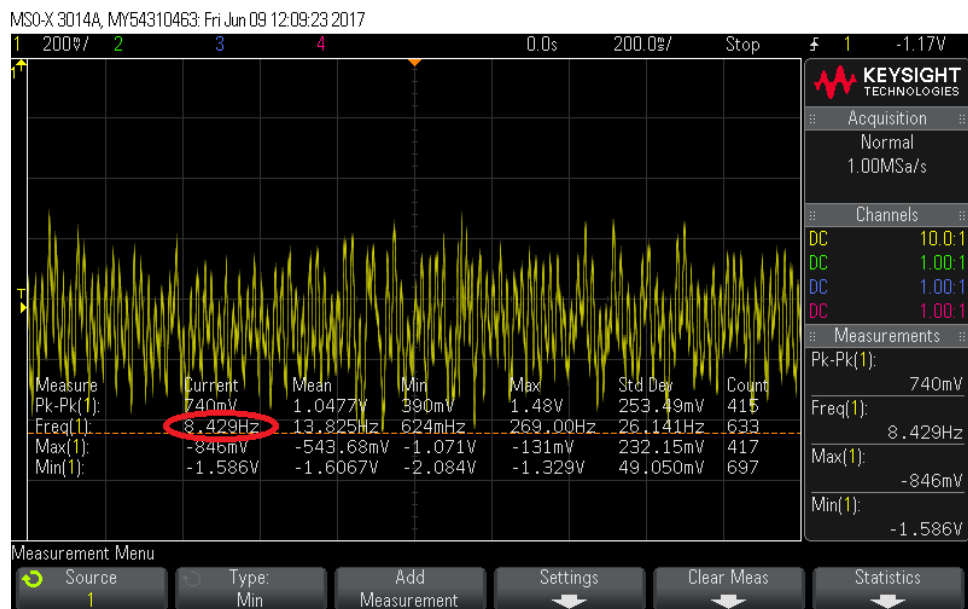 MSO-X 3014A, MY54310463: Fri Jun 09 12:09:23 2017
1 200mV/ 2 3 4 0.0s 200.0ms/ Stop 1 -1.17V
KEYSIGHT
TECHNOLOGIES
Acquisition
Normal
1.00MSa/s
Channels
DC 10.0:1
DC 1.00:1
DC 1.00:1
DC 1.00:1
Measurements
Pk-Pk(1):
740mV
Freq(1):
8.429Hz
Max(1):
-846mV
Min(1):
-1.586V
1
T
Measure Current Mean Min Max Std Dev Count
Pk-Pk(1): 740mV 1.0477V 390mV 1.48V 253.49mV 415
Freq(1): 8.429Hz 13.825Hz 624mHz 269.00Hz 26.141Hz 633
Max(1): -846mV -543.68mV -1.071V -131mV 232.15mV 417
Min(1): -1.586V -1.6067V -2.084V -1.329V 49.050mV 697
Measurement Menu
Source
1
Type:
Min
Add
Measurement
Settings
Clear Meas
Statistics